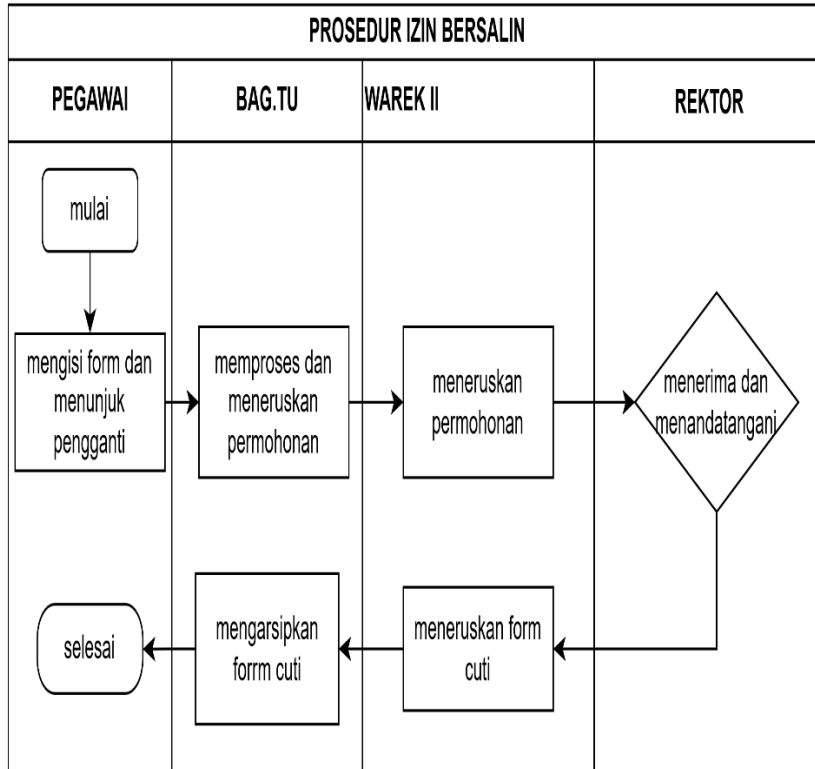 PROSEDUR IZIN BERSALIN
PEGAWAI
BAG.TU
WAREK II
REKTOR
mulai
mengisi form dan
menunjuk
pengganti
memproses dan
meneruskan
permohonan
meneruskan
permohonan
menerima dan
menandatangani
selesai
mengarsipkan
forrm cuti
meneruskan form
cuti